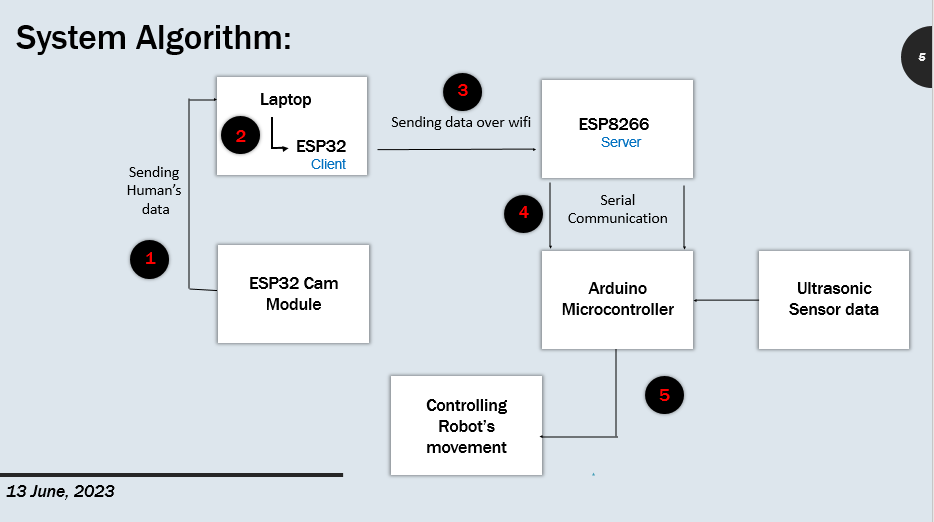 System Algorithm:
5
Laptop
2
ESP32
Client
3
Sending data over wifi
ESP8266
Server
Sending
Human's
data
1
ESP32 Cam
Module
4
Serial
Communication
Arduino
Microcontroller
Ultrasonic
Sensor data
5
Controlling
Robot's
movement
13 June, 2023